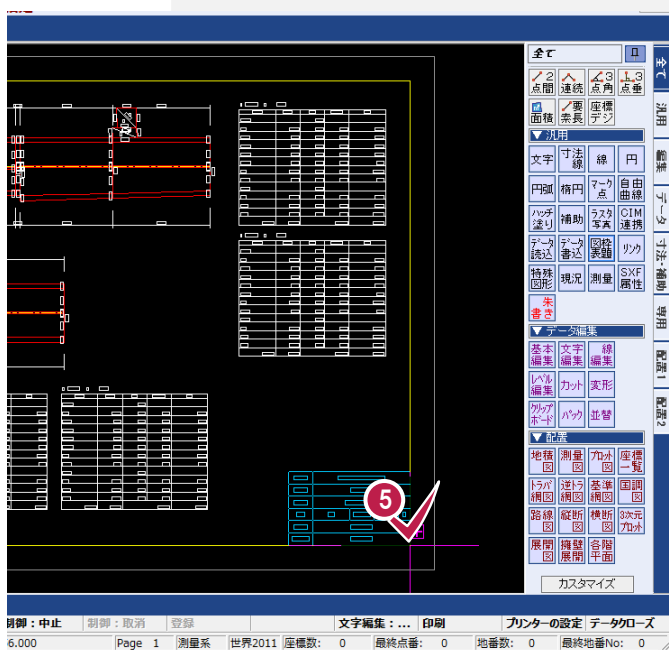 全て
2点間
連続
3点角
3点垂
面積
要素長
座標デジ
▼ 汎用
文字
寸法線
線
円
円弧
楕円
マーク点
自由曲線
ハッチ塗り
補助
ラスタ写真
CIM連携
データ読込
データ書込
図枠表題
リンク
特殊図形
現況
測量
SXF属性
朱書き
▼ データ編集
基本編集
文字編集
線編集
レベル編集
カット
変形
クリップボード
パック
並替
▼ 配置
地積図
測量図
プロット図
座標一覧
トラバ網図
逆トラ網図
基準網図
国調図
路線図
縦断図
横断図
3次元プロット
展開図
擁壁展開
各階平面
カスタマイズ
全て
汎用
編集
データ
寸法・補助
専用
配置1
配置2
5
制御：中止
制御：取消
登録
文字編集：...
印刷
プリンターの設定
データクローズ
6.000
Page 1
測量系
世界2011
座標数: 0
最終点番: 0
地番数: 0
最終地番No: 0